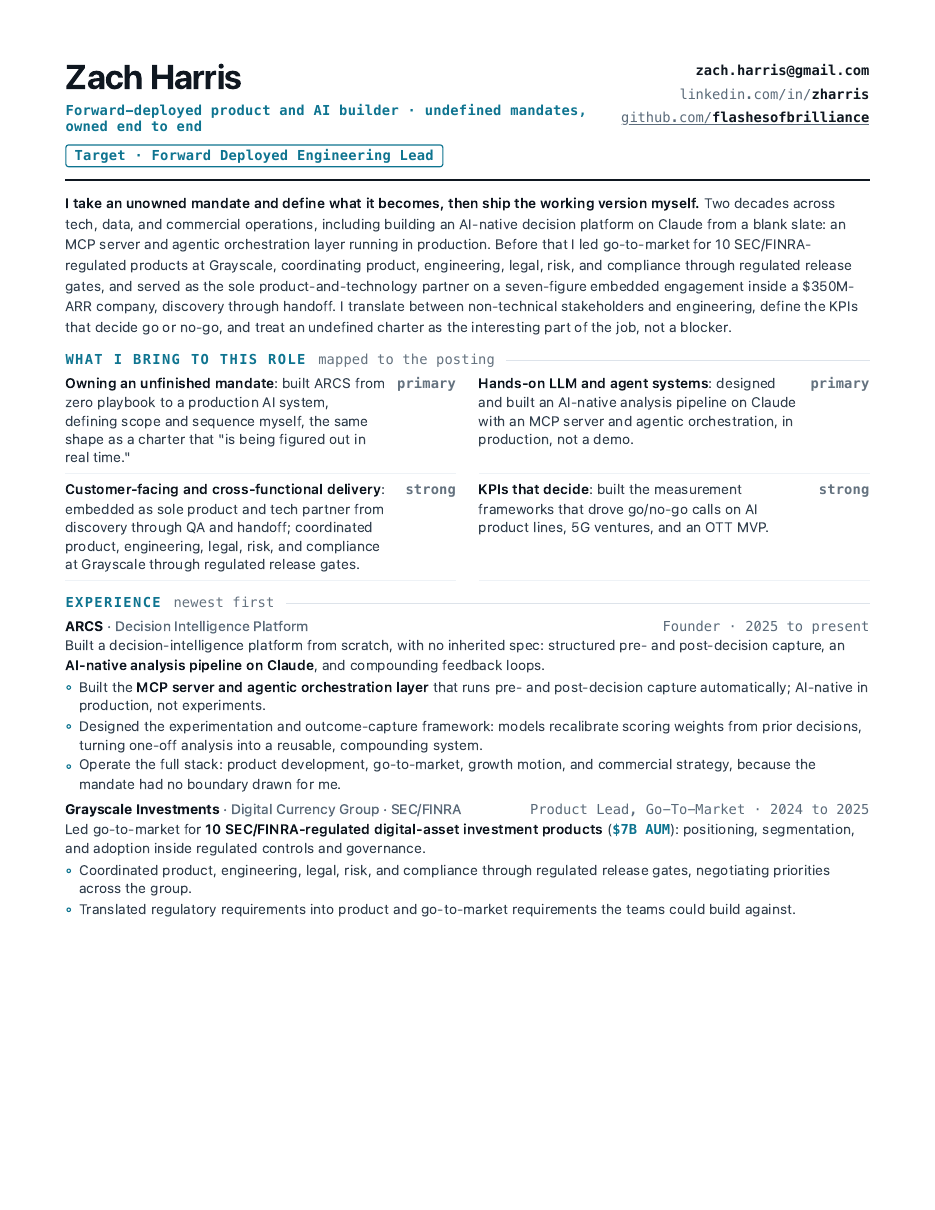 Zach Harris
zach.harris@gmail.com
linkedin.com/in/zharris
github.com/flashesofbrilliance
Forward-deployed product and AI builder · undefined mandates,
owned end to end
Target · Forward Deployed Engineering Lead
I take an unowned mandate and define what it becomes, then ship the working version myself. Two decades across
tech, data, and commercial operations, including building an AI-native decision platform on Claude from a blank slate: an
MCP server and agentic orchestration layer running in production. Before that I led go-to-market for 10 SEC/FINRA-
regulated products at Grayscale, coordinating product, engineering, legal, risk, and compliance through regulated release
gates, and served as the sole product-and-technology partner on a seven-figure embedded engagement inside a $350M-
ARR company, discovery through handoff. I translate between non-technical stakeholders and engineering, define the KPIs
that decide go or no-go, and treat an undefined charter as the interesting part of the job, not a blocker.
WHAT I BRING TO THIS ROLE mapped to the posting
Owning an unfinished mandate: built ARCS from primary
zero playbook to a production AI system,
defining scope and sequence myself, the same
shape as a charter that "is being figured out in
real time."
Hands-on LLM and agent systems: designed primary
and built an AI-native analysis pipeline on Claude
with an MCP server and agentic orchestration, in
production, not a demo.
Customer-facing and cross-functional delivery: strong
embedded as sole product and tech partner from
discovery through QA and handoff; coordinated
product, engineering, legal, risk, and compliance
at Grayscale through regulated release gates.
KPIs that decide: built the measurement strong
frameworks that drove go/no-go calls on AI
product lines, 5G ventures, and an OTT MVP.
EXPERIENCE newest first
ARCS · Decision Intelligence Platform Founder · 2025 to present
Built a decision-intelligence platform from scratch, with no inherited spec: structured pre- and post-decision capture, an
AI-native analysis pipeline on Claude, and compounding feedback loops.
Built the MCP server and agentic orchestration layer that runs pre- and post-decision capture automatically; AI-native in
production, not experiments.
Designed the experimentation and outcome-capture framework: models recalibrate scoring weights from prior decisions,
turning one-off analysis into a reusable, compounding system.
Operate the full stack: product development, go-to-market, growth motion, and commercial strategy, because the
mandate had no boundary drawn for me.
Grayscale Investments · Digital Currency Group · SEC/FINRA Product Lead, Go-To-Market · 2024 to 2025
Led go-to-market for 10 SEC/FINRA-regulated digital-asset investment products ($7B AUM): positioning, segmentation,
and adoption inside regulated controls and governance.
Coordinated product, engineering, legal, risk, and compliance through regulated release gates, negotiating priorities
across the group.
Translated regulatory requirements into product and go-to-market requirements the teams could build against.